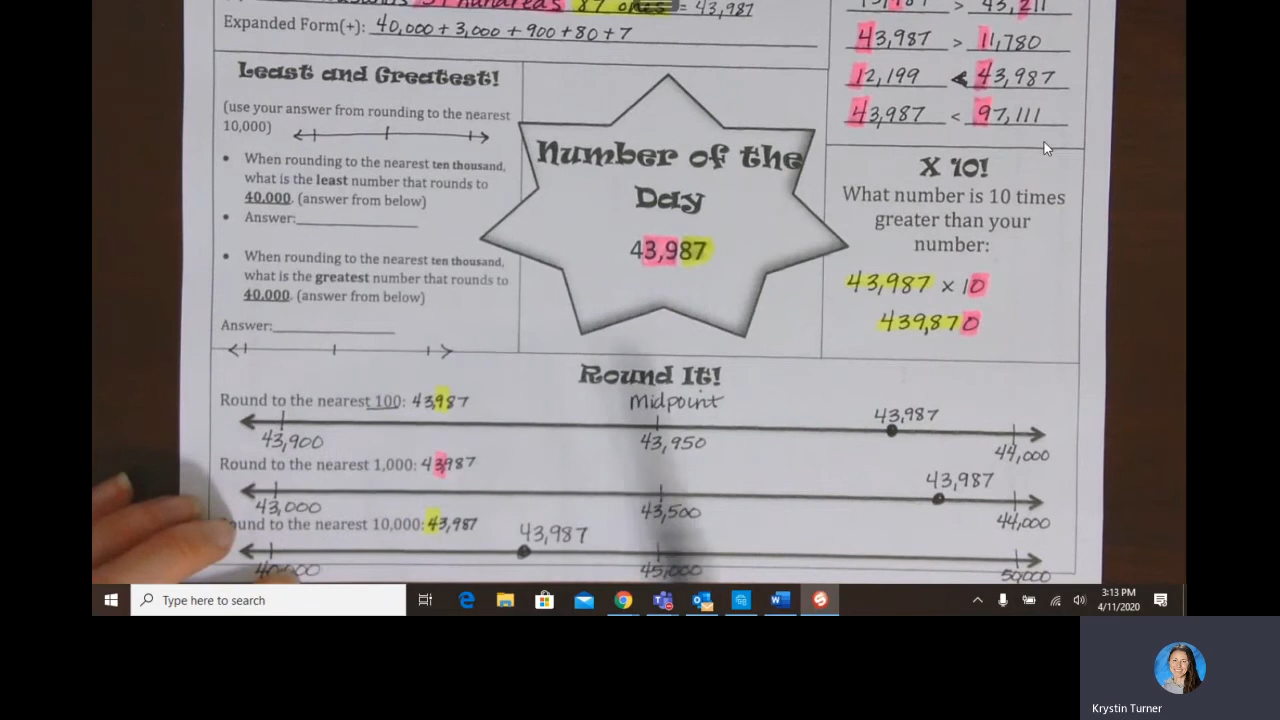 hundreds 87 ones = 43,987
Expanded Form(+): 40,000 + 3,000 + 900 + 80 + 7
> 43,211
43,987 > 11,780
12,199 < 43,987
43,987 < 97,111
Least and Greatest!
(use your answer from rounding to the nearest
10,000)
• When rounding to the nearest ten thousand,
what is the least number that rounds to
40,000. (answer from below)
• Answer:
• When rounding to the nearest ten thousand,
what is the greatest number that rounds to
40,000. (answer from below)
Answer:
Number of the
Day
43,987
X 10!
What number is 10 times
greater than your
number:
43,987 x 10
439,870
Round It!
Round to the nearest 100: 43,987
midpoint
43,987
43,900
43,950
44,000
Round to the nearest 1,000: 43,987
43,987
43,000
43,500
44,000
ound to the nearest 10,000: 43,987
43,987
45,000
50,000
Type here to search
3:13 PM
4/11/2020
Krystin Turner